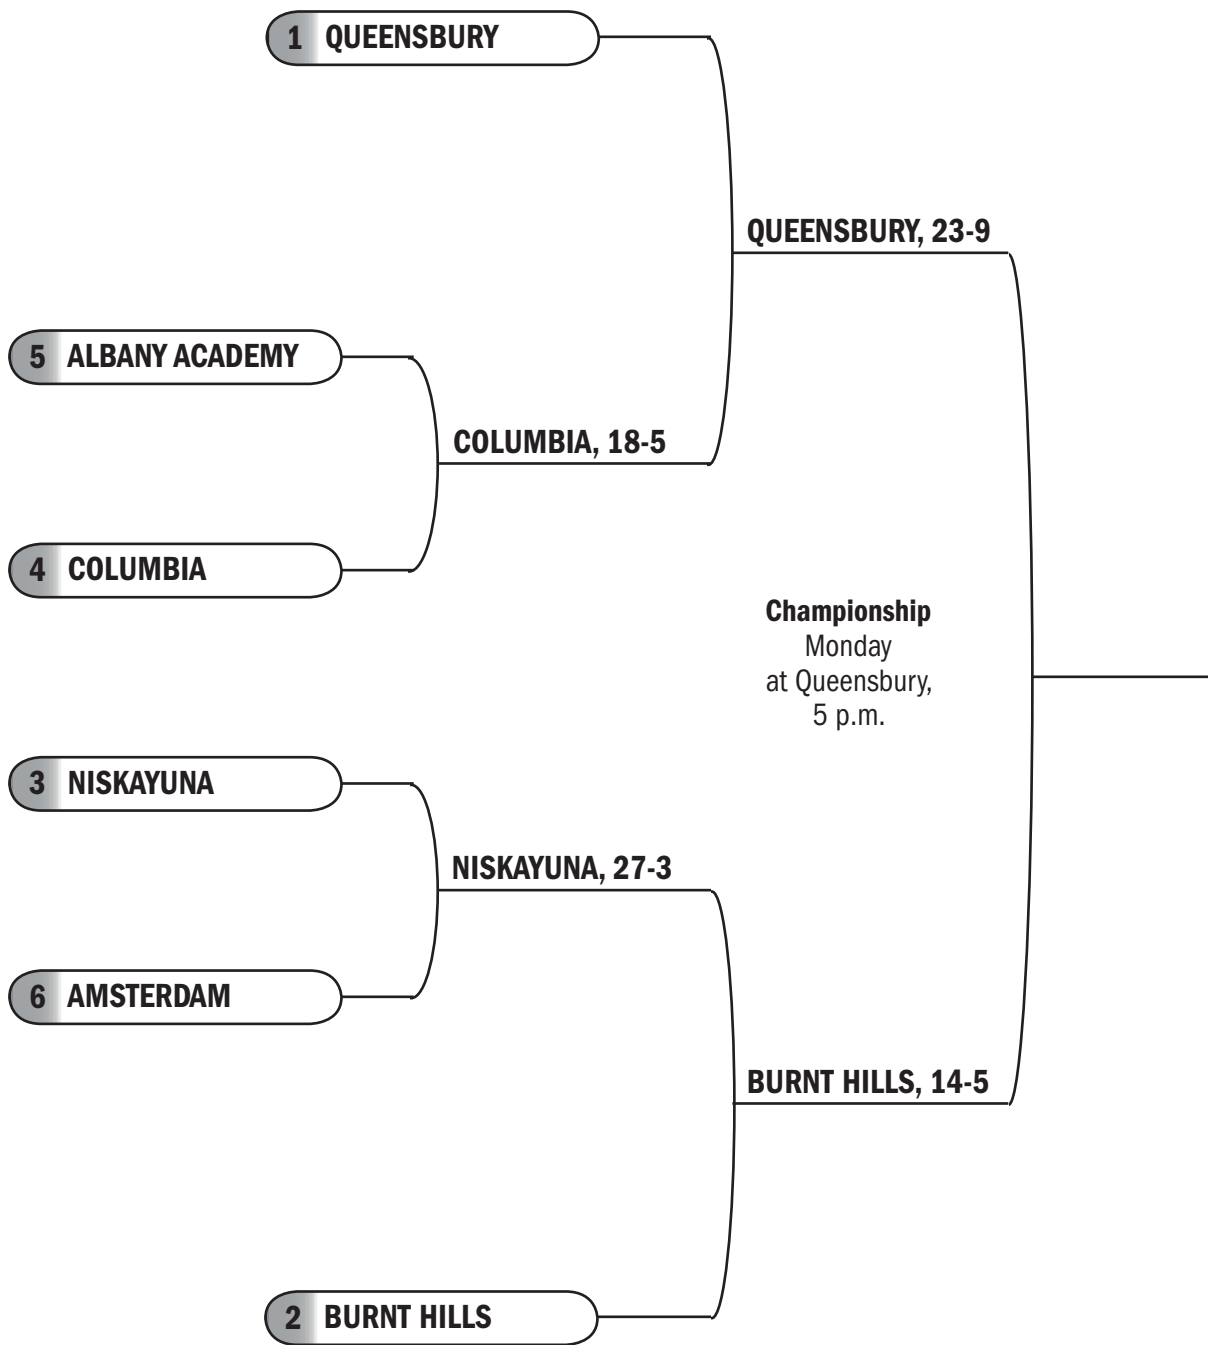 1 QUEENSBURY
QUEENSBURY, 23-9
5 ALBANY ACADEMY
COLUMBIA, 18-5
4 COLUMBIA
Championship
Monday
at Queensbury,
5 p.m.
3 NISKAYUNA
NISKAYUNA, 27-3
6 AMSTERDAM
BURNT HILLS, 14-5
2 BURNT HILLS